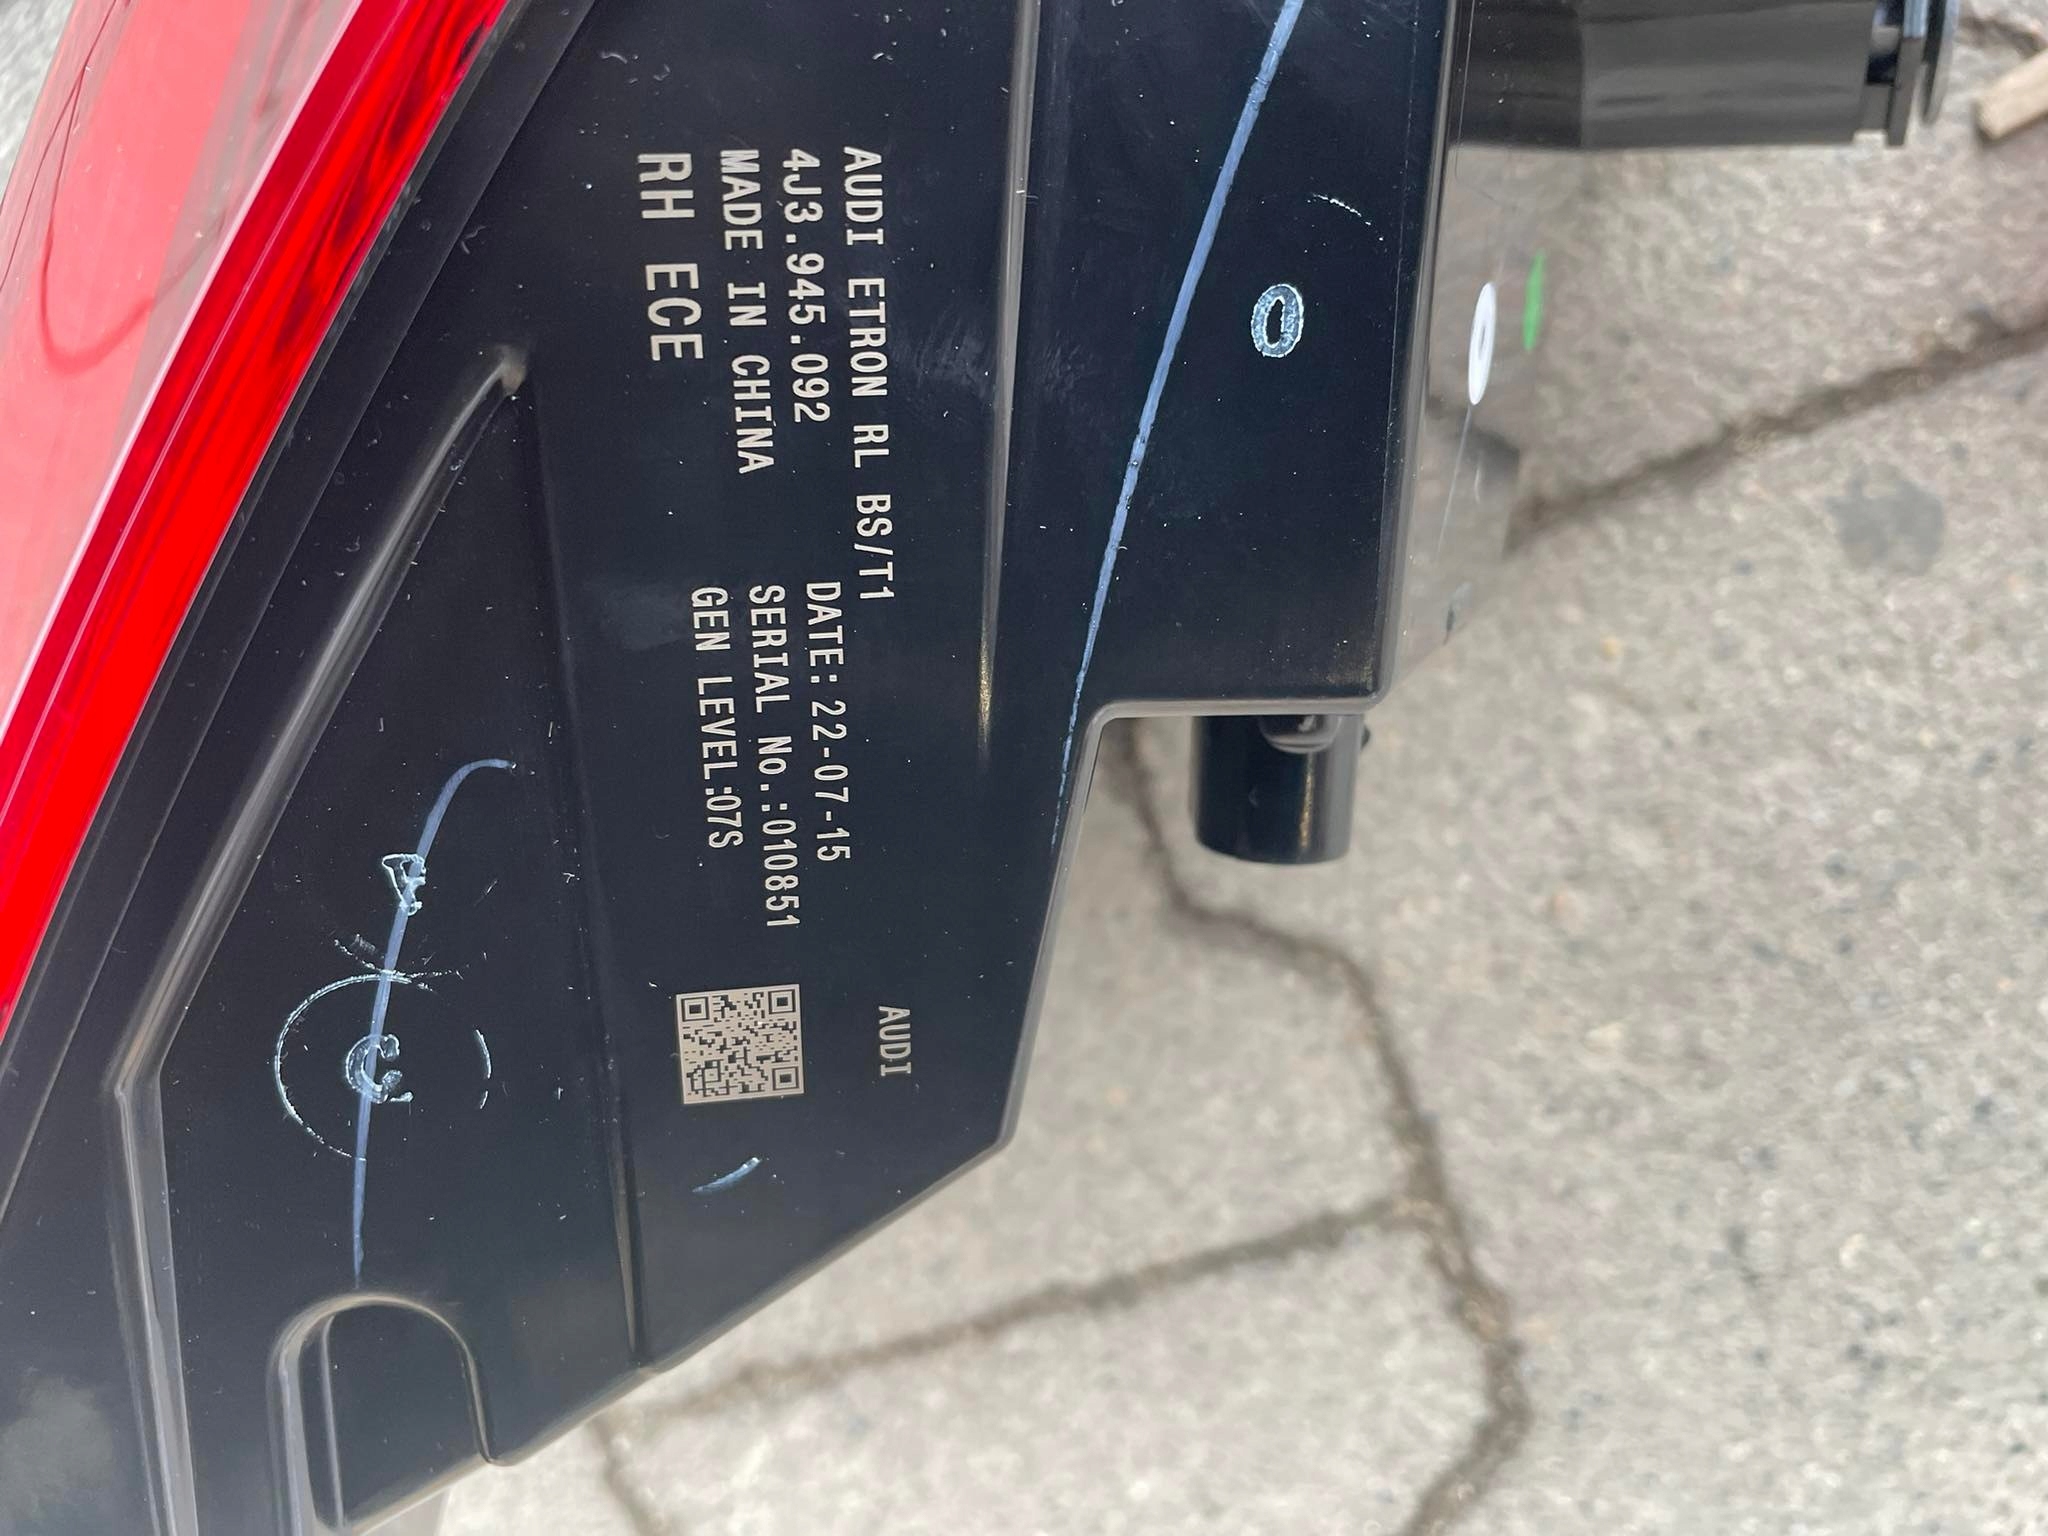 AUDI ETRON RL BS/T1
4J3.945.092
MADE IN CHINA
RH ECE
DATE:22-07-15
SERIAL No.:010851
GEN LEVEL:07S
AUDI
0